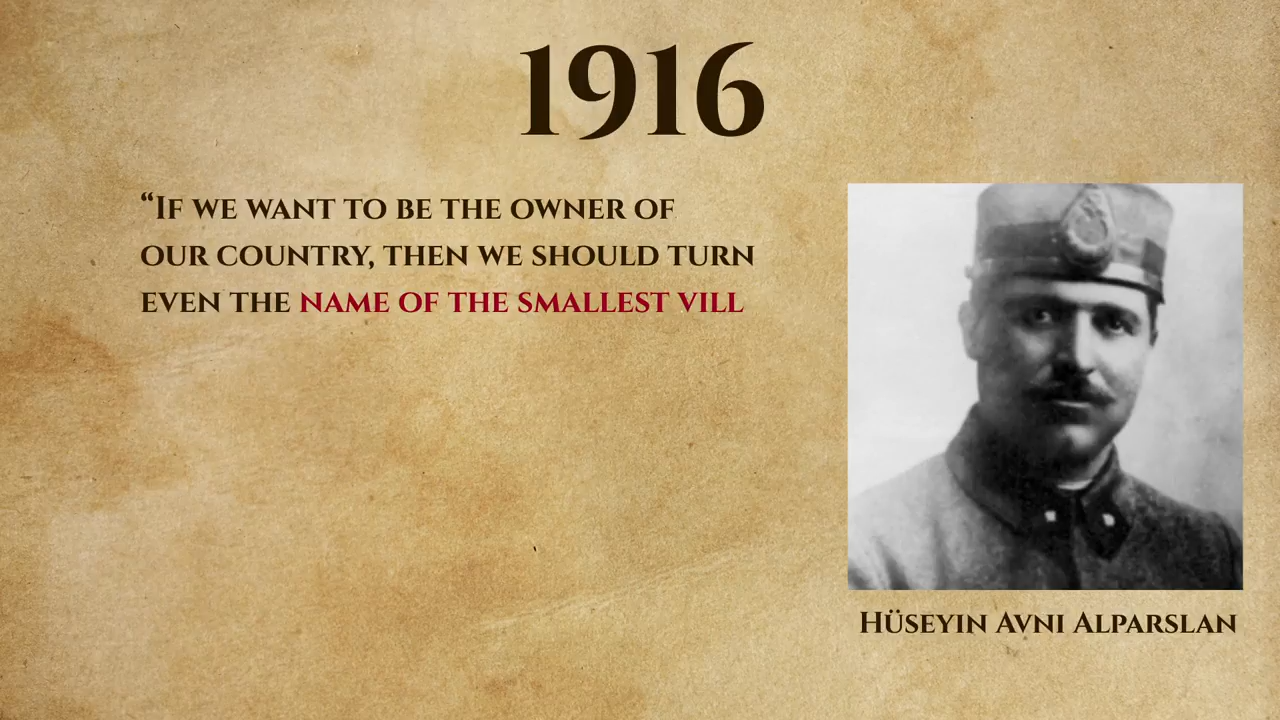 1916
“If we want to be the owner of
our country, then we should turn
even the name of the smallest vill
Hüseyin Avni Alparslan